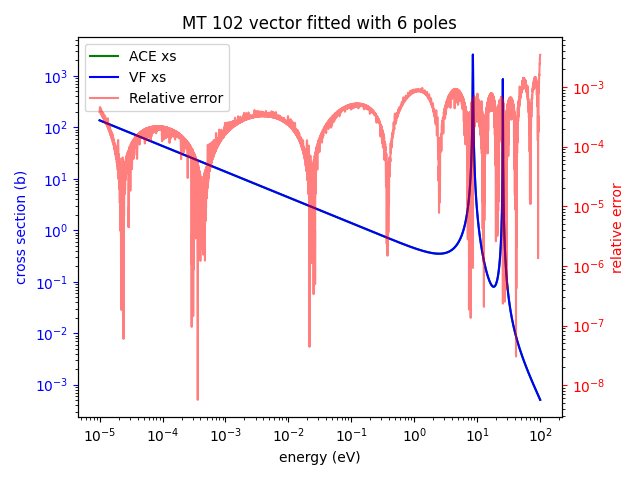 MT 102 vector fitted with 6 poles
ACE xs
VF xs
Relative error
cross section (b)
10³
10²
10¹
10⁰
10⁻¹
10⁻²
10⁻³
relative error
10⁻³
10⁻⁴
10⁻⁵
10⁻⁶
10⁻⁷
10⁻⁸
10⁻⁵ 10⁻⁴ 10⁻³ 10⁻² 10⁻¹ 10⁰ 10¹ 10²
energy (eV)